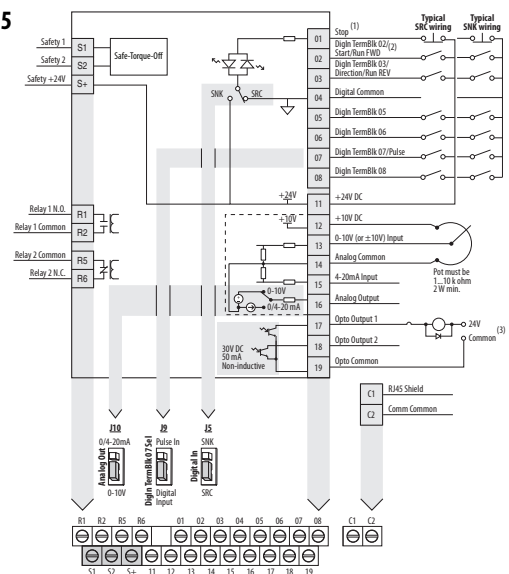 5
Typical SRC wiring
Typical SNK wiring
Safety 1
Safety 2
Safety +24V
S1
S2
S+
Safe-Torque-Off
SNK
SRC
01 Stop (1)
02 DigIn TermBlk 02/ (2)
Start/Run FWD
03 DigIn TermBlk 03/
Direction/Run REV
04 Digital Common
05 DigIn TermBlk 05
06 DigIn TermBlk 06
07 DigIn TermBlk 07/Pulse
08 DigIn TermBlk 08
+24V
11 +24V DC
+10V
12 +10V DC
13 0-10V (or ±10V) Input
14 Analog Common
15 4-20mA Input
16 Analog Output
17 Opto Output 1
18 Opto Output 2
19 Opto Common
Pot must be
1...10 k ohm
2 W min.
24V
Common (3)
Relay 1 N.O.
Relay 1 Common
Relay 2 Common
Relay 2 N.C.
R1
R2
R5
R6
0-10V
0/4-20 mA
30V DC
50 mA
Non-inductive
C1 RJ45 Shield
C2 Comm Common
J10
Analog Out
0/4-20mA
0-10V
J9
DigIn TermBlk 07 Sel
Pulse In
Digital
Input
J5
Digital In
SNK
SRC
R1 R2 R5 R6 01 02 03 04 05 06 07 08 C1 C2
S1 S2 S+ 11 12 13 14 15 16 17 18 19